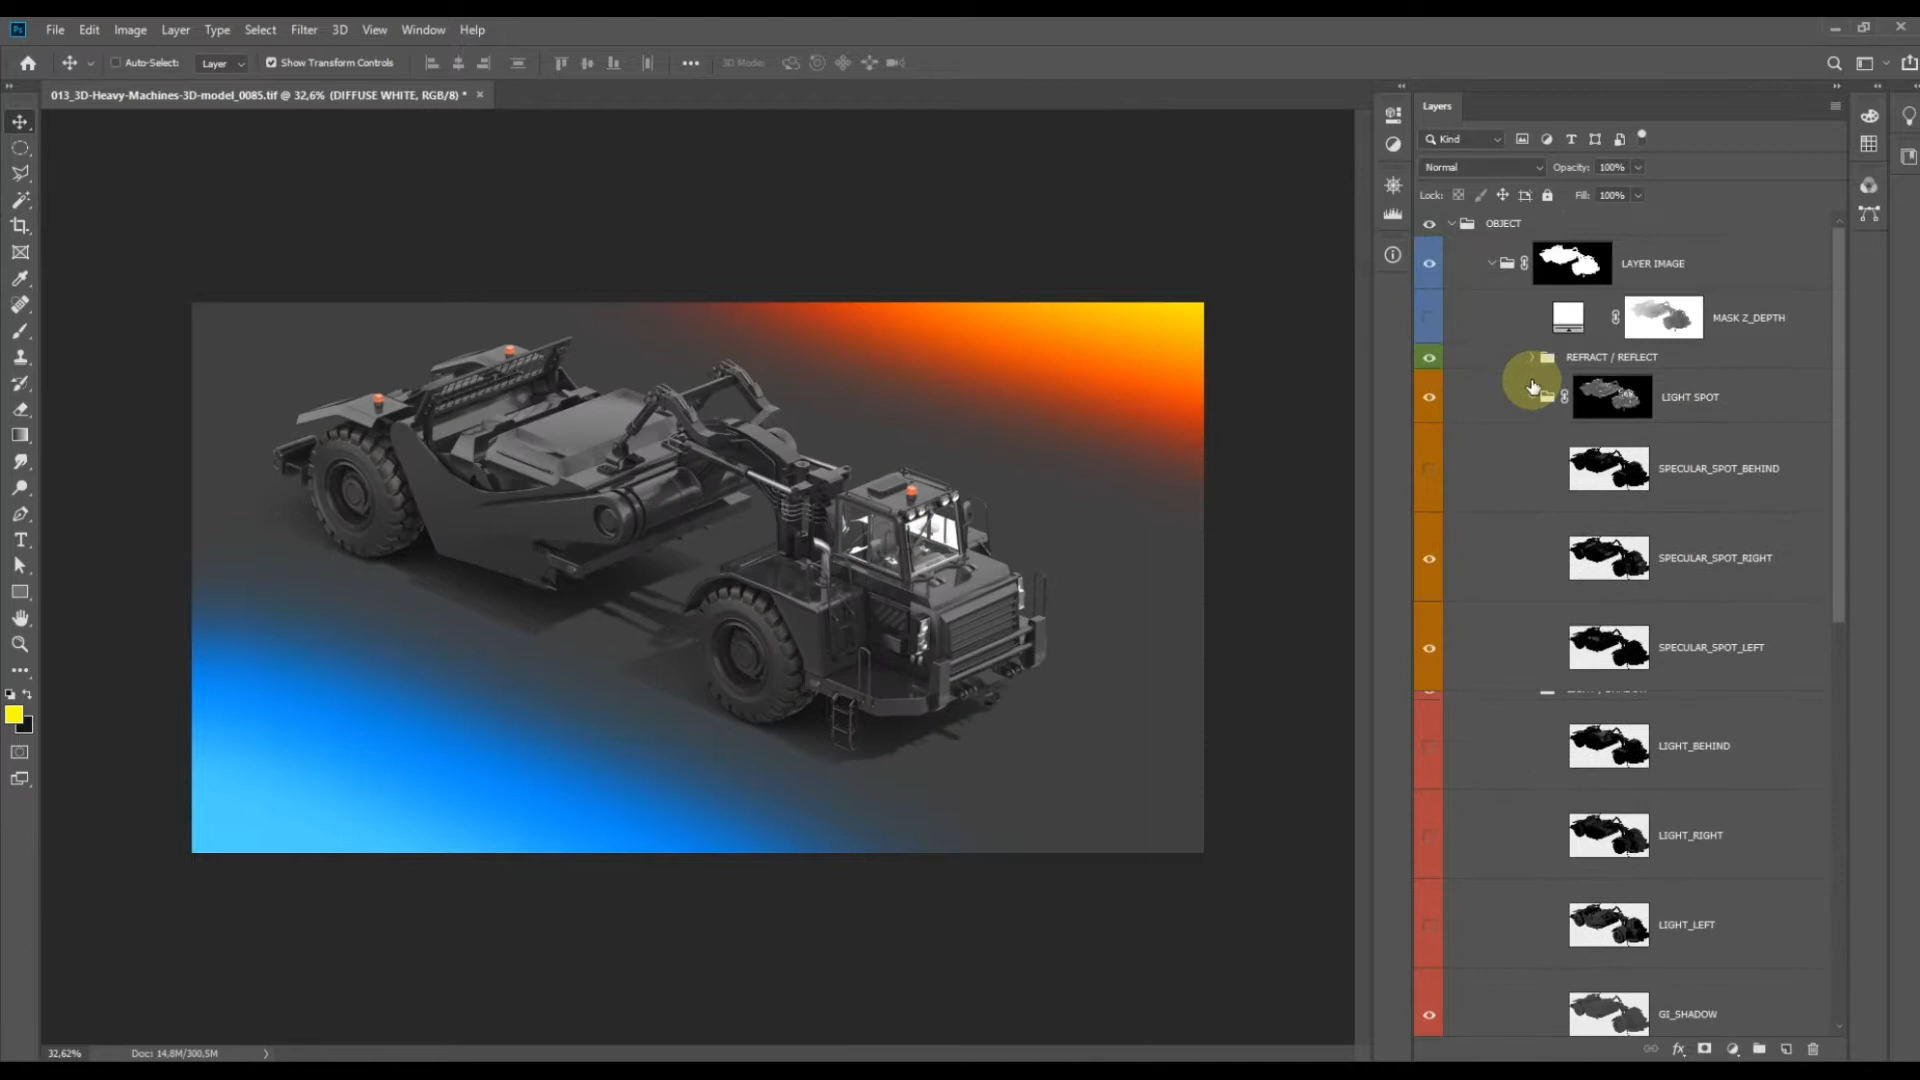 Ps File Edit Image Layer Type Select Filter 3D View Window Help
Auto-Select: Layer Show Transform Controls 3D Mode:
013_3D-Heavy-Machines-3D-model_0085.tif @ 32,6% (DIFFUSE WHITE, RGB/8) * ×
Layers
Kind
Normal Opacity: 100%
Lock: Fill: 100%
OBJECT
LAYER IMAGE
MASK Z_DEPTH
REFRACT / REFLECT
LIGHT SPOT
SPECULAR_SPOT_BEHIND
SPECULAR_SPOT_RIGHT
SPECULAR_SPOT_LEFT
LIGHT_BEHIND
LIGHT_RIGHT
LIGHT_LEFT
GI_SHADOW
32,62% Doc: 14,8M/300,5M